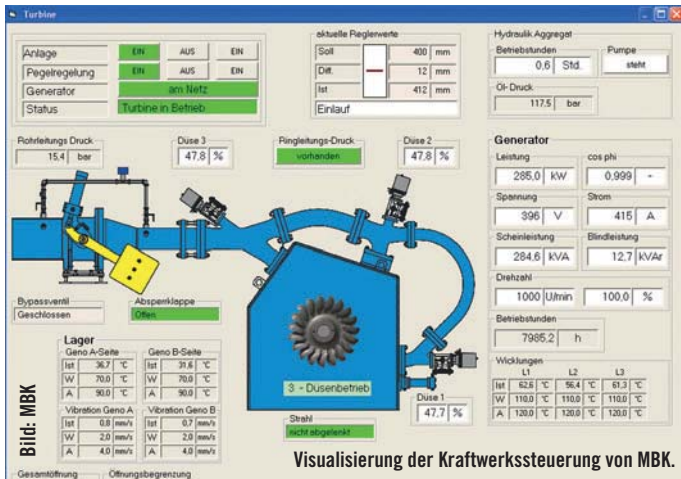 Turbine
Anlage EIN AUS EIN
Pegelregelung EIN AUS EIN
Generator am Netz
Status Turbine in Betrieb
aktuelle Reglerwerte
Soll 400 mm
Diff. 12 mm
Ist 412 mm
Einlauf
Hydraulik Aggregat
Betriebstunden Pumpe
0,6 Std. steht
Öl-Druck
117,5 bar
Rohrleitungs Druck
15,4 bar
Düse 3
47,8 %
Ringleitungs-Druck
vorhanden
Düse 2
47,8 %
Generator
Leistung cos phi
285,0 kW 0,999 -
Spannung Strom
396 V 415 A
Scheinleistung Blindleistung
284,6 kVA 12,7 kVAr
Drehzahl
1000 U/min 100,0 %
Betriebstunden
7985,2 h
Wicklungen
L1 L2 L3
Ist 62,6 °C 56,4 °C 61,3 °C
W 110,0 °C 110,0 °C 110,0 °C
A 120,0 °C 120,0 °C 120,0 °C
Bypassventil
Geschlossen
Absperrklappe
Offen
Lager
Geno A-Seite Geno B-Seite
Ist 36,7 °C Ist 31,6 °C
W 70,0 °C W 70,0 °C
A 90,0 °C A 90,0 °C
Vibration Geno A Vibration Geno B
Ist 0,8 mm/s Ist 0,7 mm/s
W 2,0 mm/s W 2,0 mm/s
A 4,0 mm/s A 4,0 mm/s
3 - Düsenbetrieb
Düse 1
47,7 %
Strahl
nicht abgelenkt
Gesamtöffnung Öffnungsbegrenzung
Bild: MBK
Visualisierung der Kraftwerkssteuerung von MBK.